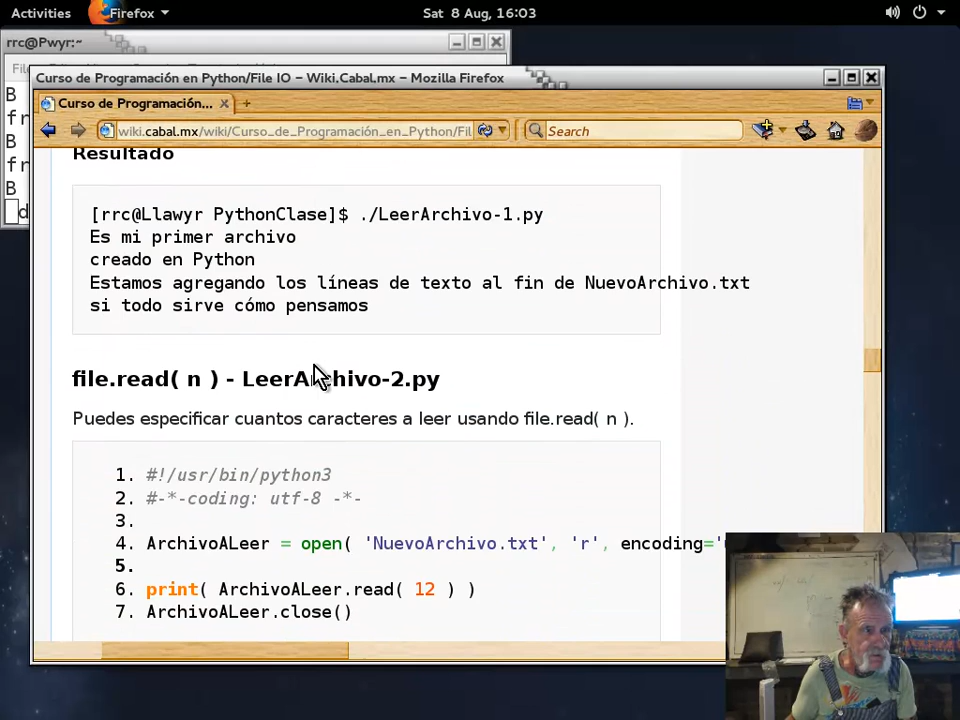 Activities Firefox Sat 8 Aug, 16:03
rrc@Pwyr:~
B
fr
B
fr
B
d
Curso de Programación en Python/File IO – Wiki.Cabal.mx – Mozilla Firefox
Curso de Programación... × +
wiki.cabal.mx/wiki/Curso_de_Programación_en_Python/Fil Search
Resultado
[rrc@Llawyr PythonClase]$ ./LeerArchivo-1.py
Es mi primer archivo
creado en Python
Estamos agregando los líneas de texto al fin de NuevoArchivo.txt
si todo sirve cómo pensamos
file.read( n ) - LeerArchivo-2.py
Puedes especificar cuantos caracteres a leer usando file.read( n ).
1. #!/usr/bin/python3
2. #-*-coding: utf-8 -*-
3.
4. ArchivoALeer = open( 'NuevoArchivo.txt', 'r', encoding='
5.
6. print( ArchivoALeer.read( 12 ) )
7. ArchivoALeer.close()